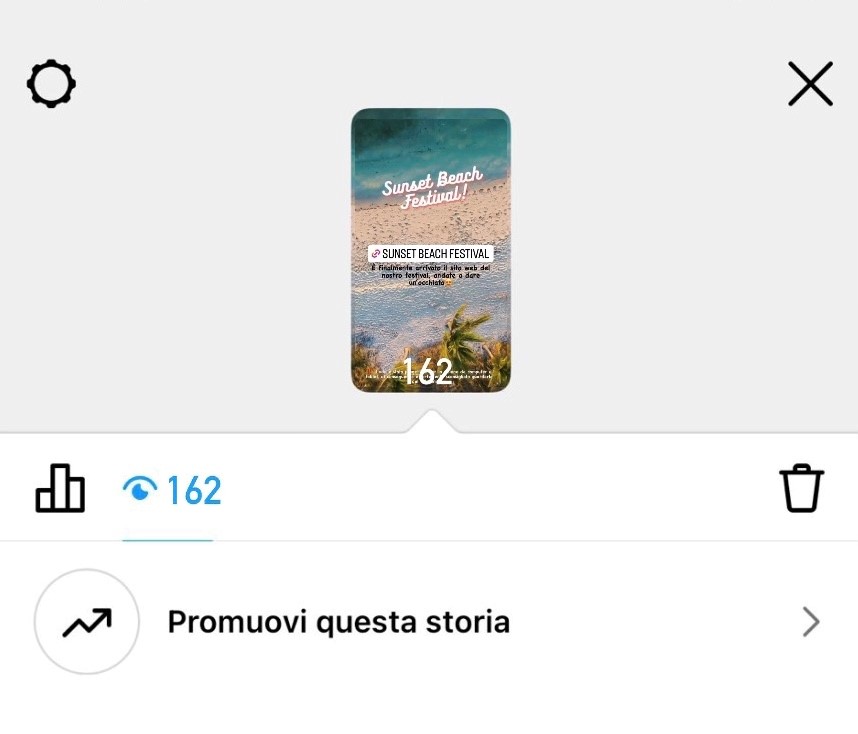 Sunset Beach
Festival!
SUNSET BEACH FESTIVAL
È finalmente arrivato il sito web del
nostro festival, andate a dare
un'occhiata
162
162
Promuovi questa storia